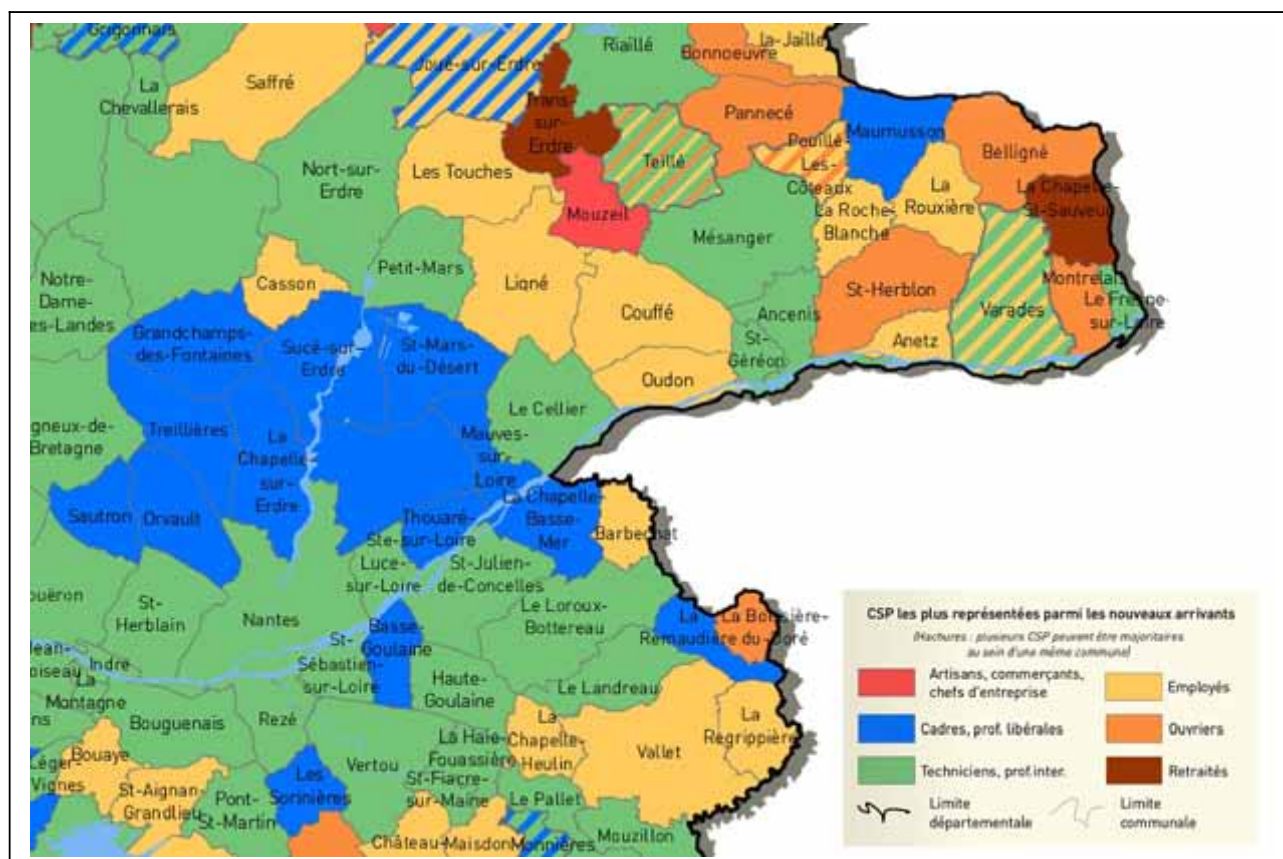 Grigonnais
La
Chevallerais
Saffré
Joué-sur-Erdre
Riaillé
Bonnoeuvre
la-Jaille
Trans-
sur-
Erdre
Pannecé
Maumusson
Belligné
Teillé
Pouillé-
Les-
Côteaux
Nort-sur-
Erdre
Les Touches
Mouzeil
La
Rouxière
La Chapelle-
St-Sauveur
La Roche-
Blanche
Mésanger
Petit-Mars
Casson
Ligné
Couffé
St-Herblon
Montrelais
Le Fresne-
sur-Loire
Varades
Notre-
Dame-
es-Landes
Ancenis
St-
Géréon
Anetz
Oudon
Grandchamps-
des-Fontaines
Sucé-sur-
Erdre
St-Mars-
du-Désert
Le Cellier
igneux-de-
Bretagne
Treillières
La
Chapelle-
sur-
Erdre
Mauves-
sur-
Loire
Sautron
Orvault
Thouaré-
sur-Loire
La Chapelle-
Basse-
Mer
Barbechat
Ste-
Luce-
sur-Loire
St-Julien-
de-Concelles
ouëron
St-
Herblain
Nantes
Le Loroux-
Bottereau
La
Remaudière
La Boissière-
du-Doré
Basse-
Goulaine
Jean-
oiseau
Indre
St-
Sébastien-
sur-Loire
La
Montagne
Haute-
Goulaine
Le Landreau
Bouguenais
Rezé
Bouaye
Vertou
La Haie-
Fouassière
La
Chapelle-
Heulin
Vallet
La
Regrippière
Léger-
Vignes
St-Aignan-
Grandlieu
Pont-
St-Martin
Les
Sorinières
St-Fiacre-
sur-Maine
Le Pallet
Château-
Maisdon-
Monnières
Mouzillon
CSP les plus représentées parmi les nouveaux arrivants
(Hachures : plusieurs CSP peuvent être majoritaires
au sein d'une même commune)
Artisans, commerçants,
chefs d'entreprise
Employés
Cadres, prof. libérales
Ouvriers
Techniciens, prof.inter.
Retraités
Limite
départementale
Limite
communale